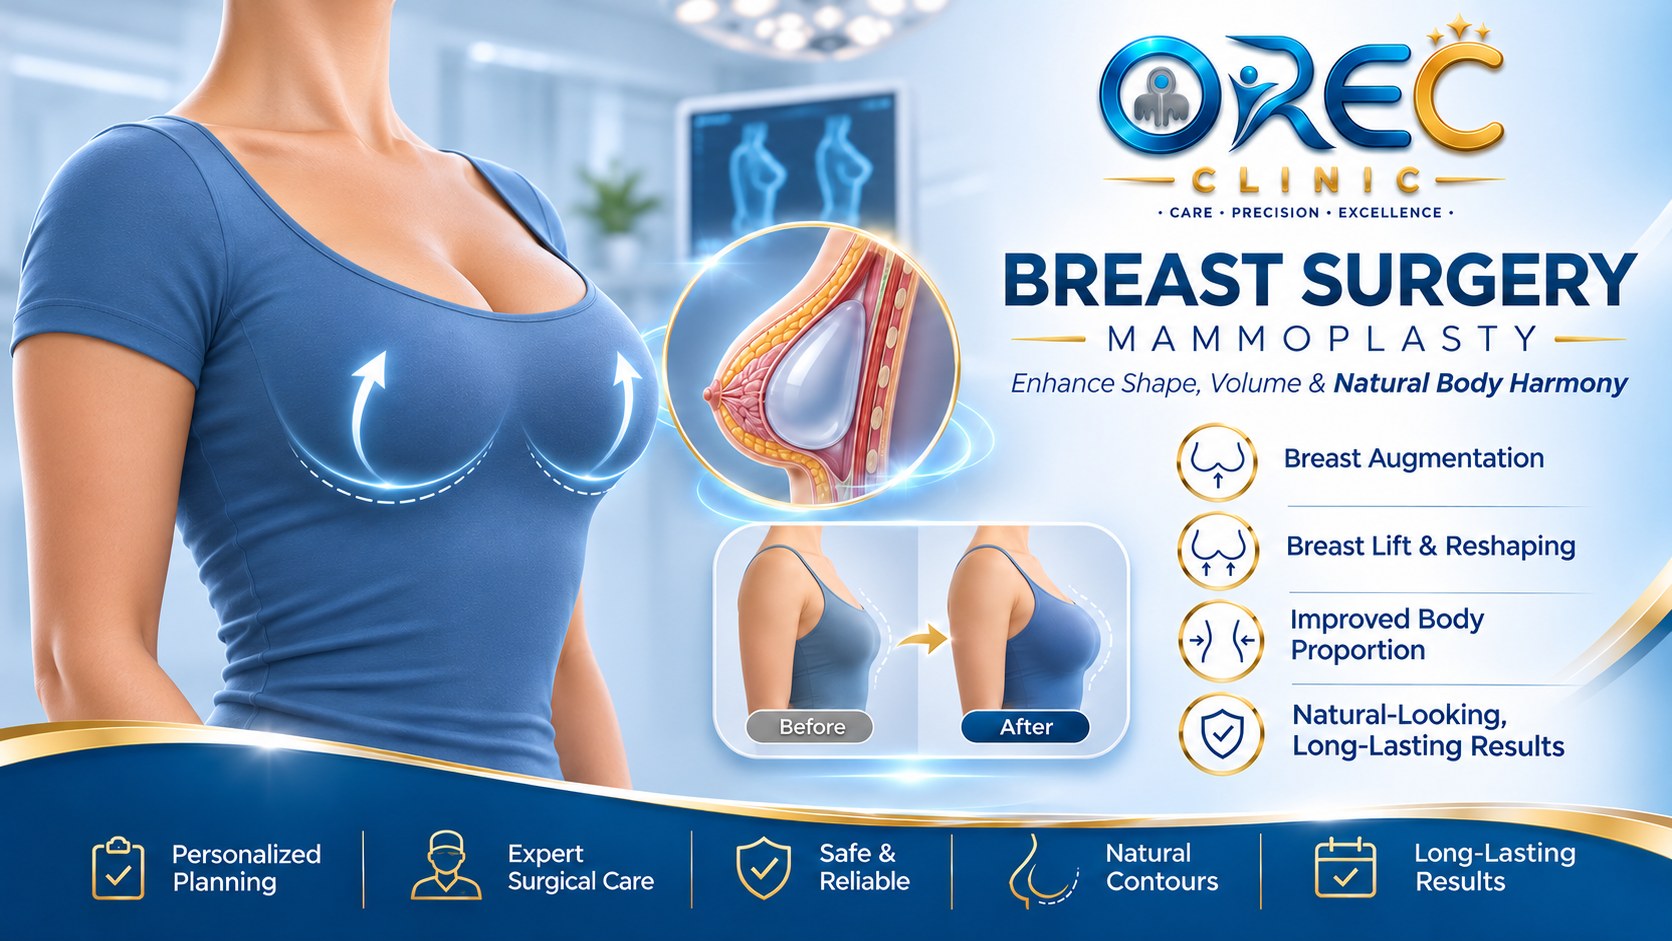 OREC
CLINIC
• CARE • PRECISION • EXCELLENCE •
BREAST SURGERY
MAMMOPLASTY
Enhance Shape, Volume & Natural Body Harmony
Breast Augmentation
Breast Lift & Reshaping
Improved Body
Proportion
Natural-Looking,
Long-Lasting Results
Before
After
Personalized
Planning
Expert
Surgical Care
Safe &
Reliable
Natural
Contours
Long-Lasting
Results